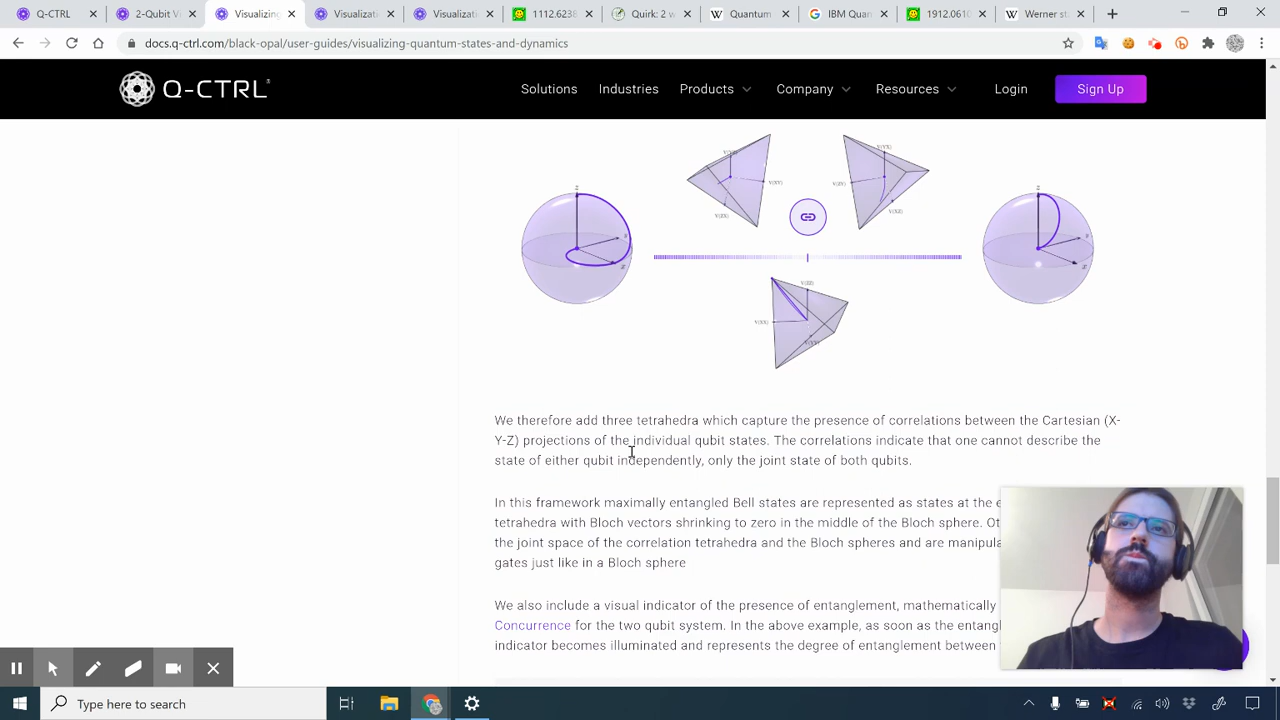 Q-CTRL
2-Qubit V
Visualizing
Visualizat
Visualizati
1112.6238
Quirk: 2 w
Quantum
IBM Quan
1912.0610
Werner sta
docs.q-ctrl.com/black-opal/user-guides/visualizing-quantum-states-and-dynamics
Q-CTRL
Solutions
Industries
Products
Company
Resources
Login
Sign Up
We therefore add three tetrahedra which capture the presence of correlations between the Cartesian (X-
Y-Z) projections of the individual qubit states. The correlations indicate that one cannot describe the
state of either qubit independently, only the joint state of both qubits.
In this framework maximally entangled Bell states are represented as states at the e
tetrahedra with Bloch vectors shrinking to zero in the middle of the Bloch sphere. Ot
the joint space of the correlation tetrahedra and the Bloch spheres and are manipula
gates just like in a Bloch sphere
We also include a visual indicator of the presence of entanglement, mathematically
Concurrence for the two qubit system. In the above example, as soon as the entang
indicator becomes illuminated and represents the degree of entanglement between
Type here to search